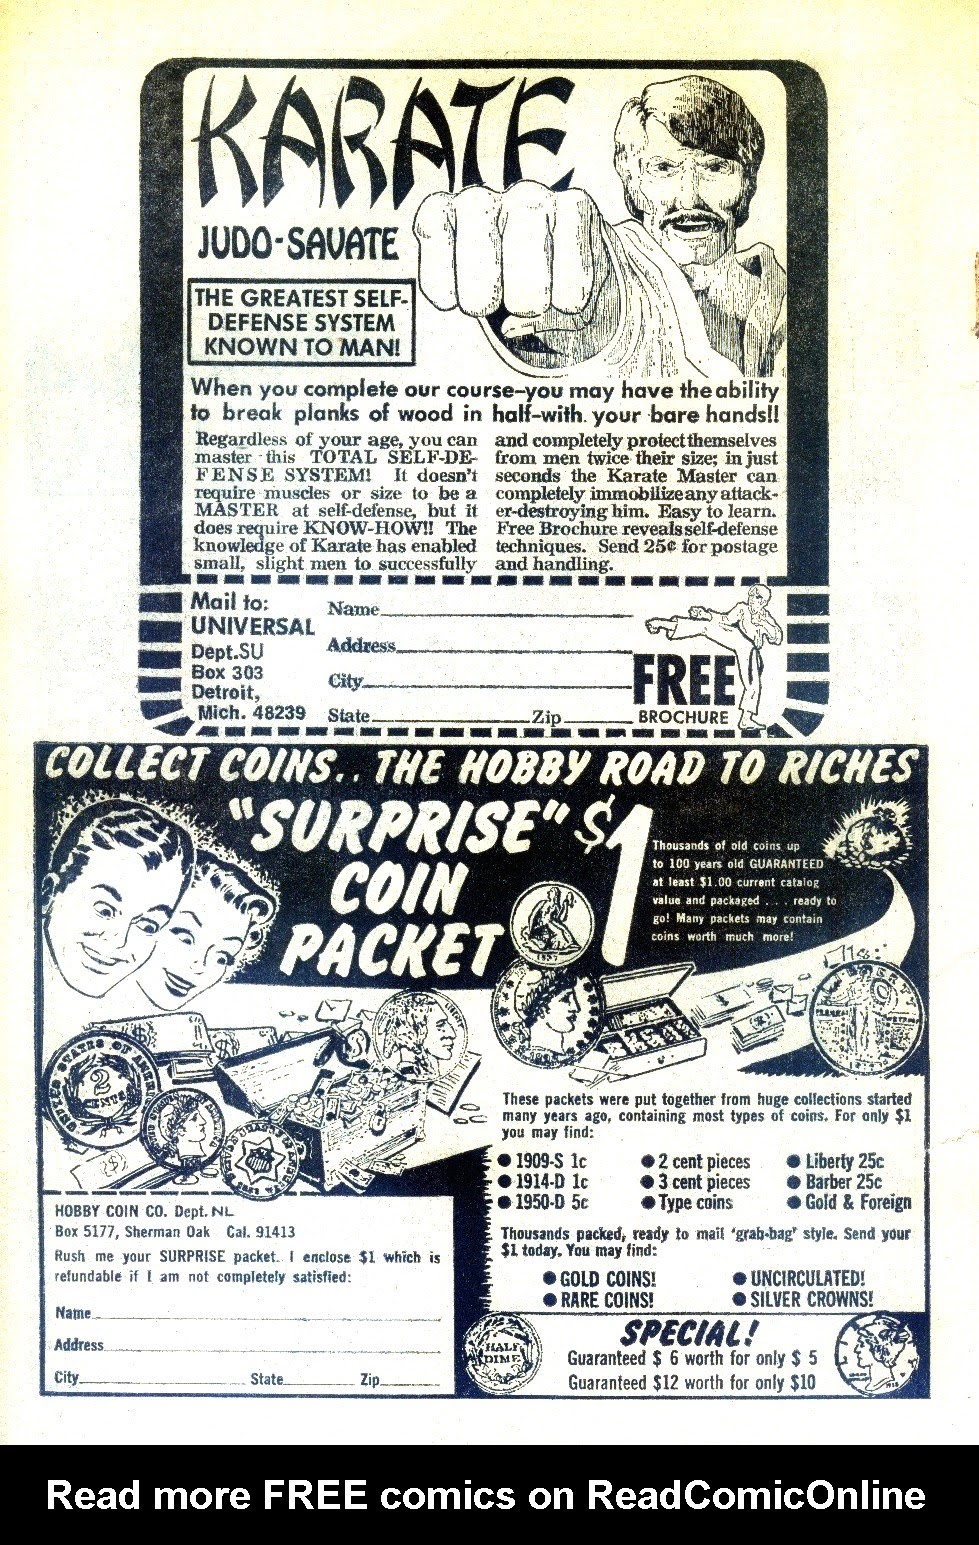 KARATE
JUDO-SAVATE
THE GREATEST SELF-
DEFENSE SYSTEM
KNOWN TO MAN!
When you complete our course-you may have the ability
to break planks of wood in half-with. your bare hands!!
Regardless of your age, you can
master this TOTAL SELF-DE-
FENSE SYSTEM! It doesn't
require muscles or size to be a
MASTER at self-defense, but it
does require KNOW-HOW!! The
knowledge of Karate has enabled
small, slight men to successfully
and completely protect themselves
from men twice their size; in just
seconds the Karate Master can
completely immobilize any attack-
er-destroying him. Easy to learn.
Free Brochure reveals self-defense
techniques. Send 25¢ for postage
and handling.
Mail to:
UNIVERSAL
Dept.SU
Box 303
Detroit,
Mich. 48239
Name
Address
City
State Zip
FREE
BROCHURE
COLLECT COINS.. THE HOBBY ROAD TO RICHES
"SURPRISE" $1
COIN
PACKET
Thousands of old coins up
to 100 years old GUARANTEED
at least $1.00 current catalog
value and packaged . . . ready to
go! Many packets may contain
coins worth much more!
UNITED STATES OF AMERICA
2
CENTS
These packets were put together from huge collections started
many years ago, containing most types of coins. For only $1
you may find:
● 1909-S 1c ● 2 cent pieces ● Liberty 25c
● 1914-D 1c ● 3 cent pieces ● Barber 25c
● 1950-D 5c ● Type coins ● Gold & Foreign
Thousands packed, ready to mail 'grab-bag' style. Send your
$1 today. You may find:
● GOLD COINS! ● UNCIRCULATED!
● RARE COINS! ● SILVER CROWNS!
HOBBY COIN CO. Dept. NL
Box 5177, Sherman Oak Cal. 91413
Rush me your SURPRISE packet. I enclose $1 which is
refundable if I am not completely satisfied:
Name
Address
City State Zip
HALF
DIME
SPECIAL!
Guaranteed $ 6 worth for only $ 5
Guaranteed $12 worth for only $10
Read more FREE comics on ReadComicOnline